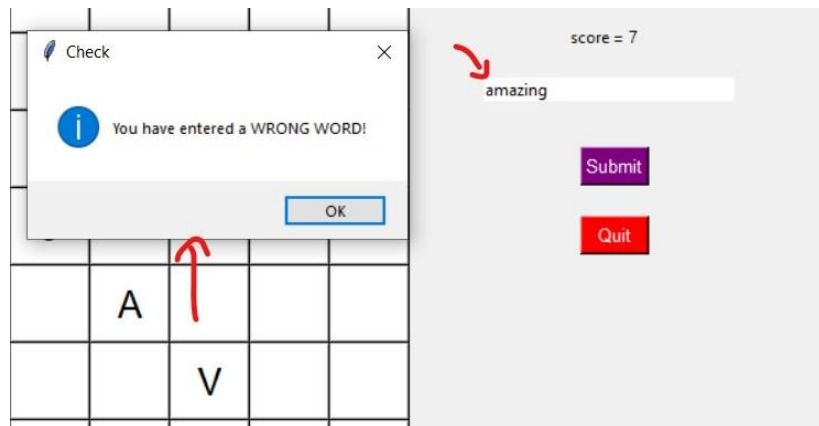 Check
You have entered a WRONG WORD!
OK
A
V
score = 7
amazing
Submit
Quit